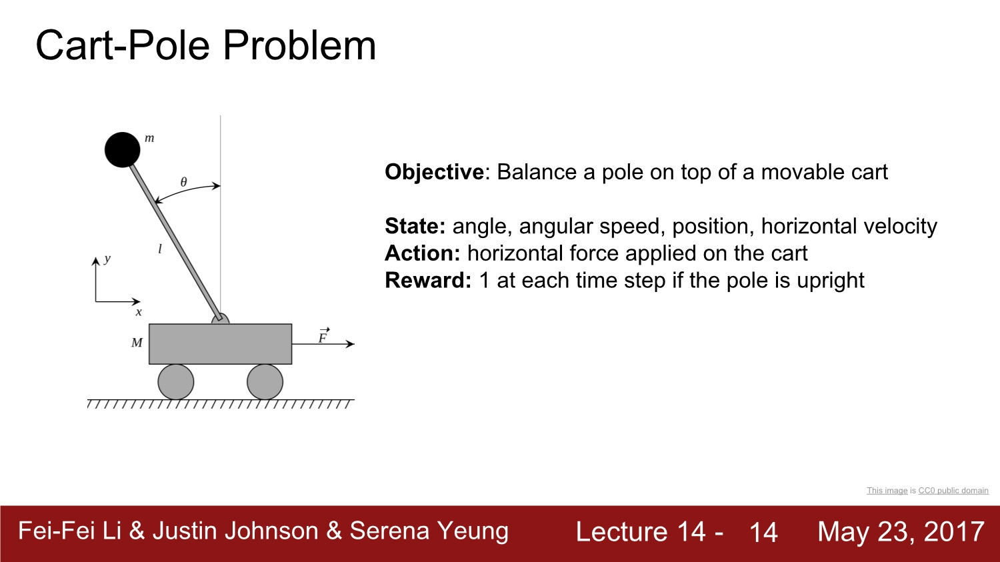 Cart-Pole Problem
m
θ
l
y
x
M
F
Objective: Balance a pole on top of a movable cart
State: angle, angular speed, position, horizontal velocity
Action: horizontal force applied on the cart
Reward: 1 at each time step if the pole is upright
This image is CC0 public domain
Fei-Fei Li & Justin Johnson & Serena Yeung Lecture 14 - 14 May 23, 2017